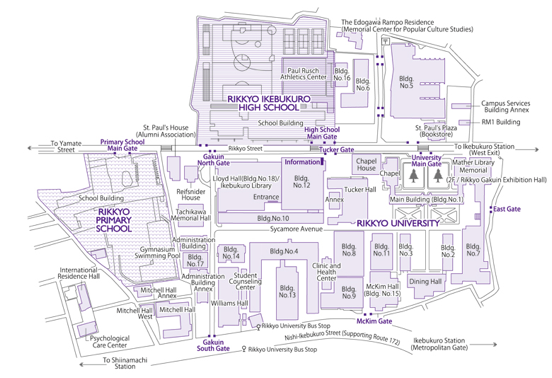 The Edogawa Rampo Residence
(Memorial Center for Popular Culture Studies)
Paul Rusch
Athletics Center
Bldg.
No.16
Bldg.
No.6
Bldg.
No.5
RIKKYO IKEBUKURO
HIGH SCHOOL
Campus Services
Building Annex
RM1 Building
School Building
St. Paul's House
(Alumni Association)
High School
Main Gate
St. Paul's Plaza
(Bookstore)
To Yamate
Street
Primary School
Main Gate
Rikkyo Street
Tucker Gate
To Ikebukuro Station
(West Exit)
Gakuin
North Gate
Information
Chapel
House
University
Main Gate
Mather Library
Memorial
(2F / Rikkyo Gakuin Exhibition Hall)
Lloyd Hall(Bldg.No.18)/
Ikebukuro Library
Bldg.
No.12
Chapel
School Building
Reifsnider
House
Entrance
Tucker Hall
Annex
Main Building (Bldg.No.1)
East Gate
RIKKYO
PRIMARY
SCHOOL
Tachikawa
Memorial Hall
Bldg.No.10
RIKKYO UNIVERSITY
Sycamore Avenue
Gymnasium
Swimming Pool
Administration
Building
Bldg.
No.17
Bldg.
No.14
Bldg.No.4
Bldg.
No.8
Bldg.
No.11
Bldg.
No.3
Bldg.
No.2
Bldg.
No.7
International
Residence Hall
Administration
Building
Annex
Student
Counseling
Center
Clinic and
Health
Center
Mitchell Hall
Annex
Bldg.
No.13
Bldg.
No.9
McKim Hall
(Bldg. No.15)
Dining Hall
Mitchell Hall
West
Mitchell Hall
Williams Hall
McKim Gate
Psychological
Care Center
Gakuin
South Gate
Rikkyo University Bus Stop
Rikkyo University Bus Stop
Nishi-Ikebukuro Street (Supporting Route 172)
Ikebukuro Station
(Metropolitan Gate)
To Shiinamachi
Station